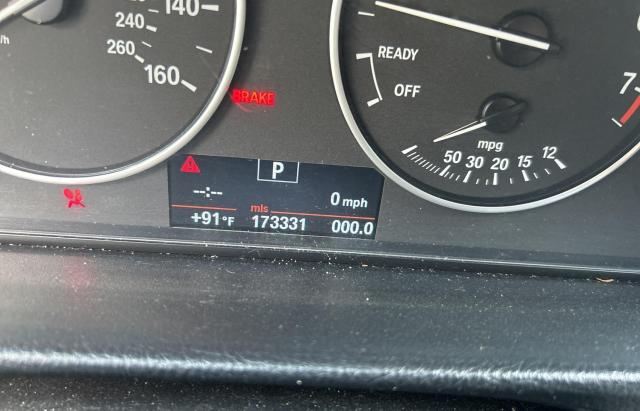 140
240
260
160
/h
BRAKE
READY
OFF
mpg
50 30 20 15 12
7
P
--:-- 0 mph
mls
+91 °F 173331 000.0